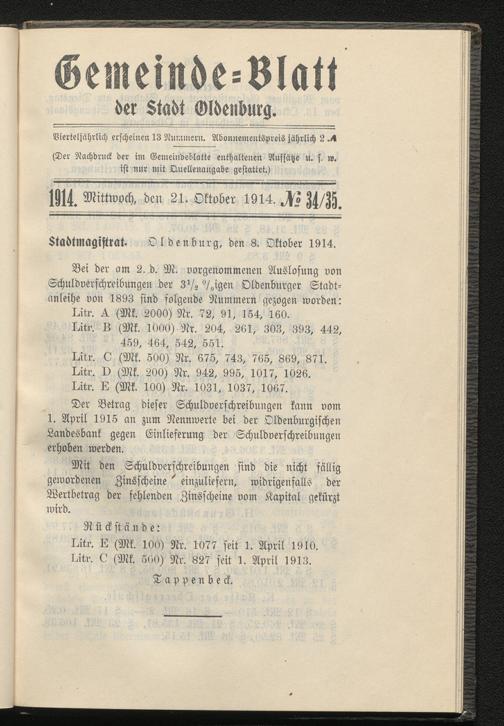 Gemeinde=Blatt
der Stadt Oldenburg.
Vierteljährlich erscheinen 13 Nummern. Abonnementspreis jährlich 2 ℳ
(Der Nachdruck der im Gemeindeblatte enthaltenen Aufsätze u. s. w.
ist nur mit Quellenangabe gestattet.)
1914. Mittwoch, den 21. Oktober 1914. № 34/35.
Stadtmagistrat. Oldenburg, den 8. Oktober 1914.
Bei der am 2. d. M. vorgenommenen Auslosung von
Schuldverschreibungen der 3½ %igen Oldenburger Stadt=
anleihe von 1893 sind folgende Nummern gezogen worden:
Litr. A (Mk. 2000) Nr. 72, 91, 154, 160.
Litr. B (Mk. 1000) Nr. 204, 261, 303, 393, 442,
459, 464, 542, 551.
Litr. C (Mk. 500) Nr. 675, 743, 765, 869, 871.
Litr. D (Mk. 200) Nr. 942, 995, 1017, 1026.
Litr. E (Mk. 100) Nr. 1031, 1037, 1067.
Der Betrag dieser Schuldverschreibungen kann vom
1. April 1915 an zum Nennwerte bei der Oldenburgischen
Landesbank gegen Einlieferung der Schuldverschreibungen
erhoben werden.
Mit den Schuldverschreibungen sind die nicht fällig
gewordenen Zinsscheine einzuliefern, widrigenfalls der
Wertbetrag der fehlenden Zinsscheine vom Kapital gekürzt
wird.
Rückstände:
Litr. E (Mk. 100) Nr. 1077 seit 1. April 1910.
Litr. C (Mk. 500) Nr. 827 seit 1. April 1913.
Tappenbeck.